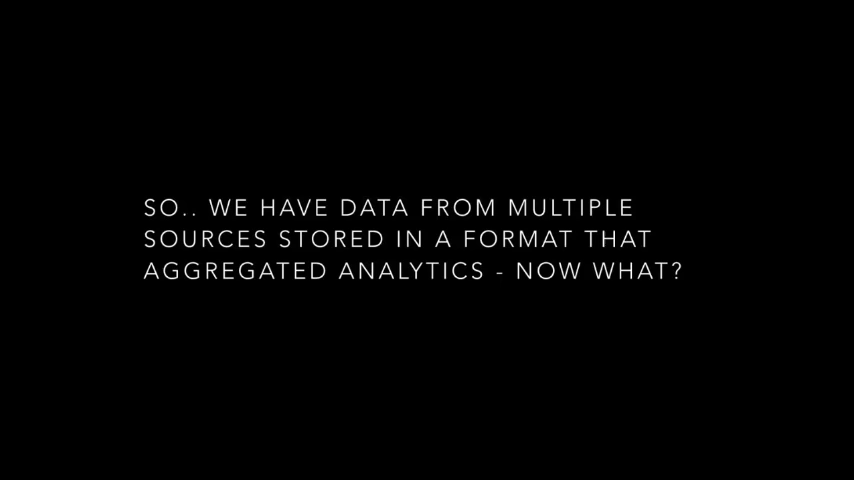 SO.. WE HAVE DATA FROM MULTIPLE
SOURCES STORED IN A FORMAT THAT
AGGREGATED ANALYTICS - NOW WHAT?